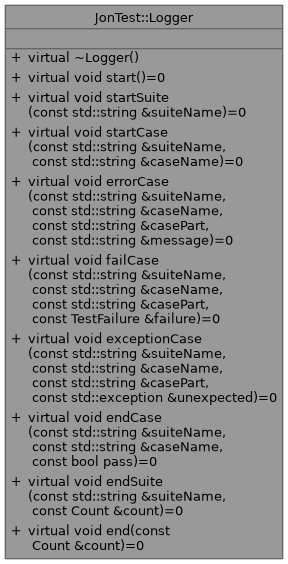 JonTest::Logger
+ virtual ~Logger()
+ virtual void start()=0
+ virtual void startSuite
(const std::string &suiteName)=0
+ virtual void startCase
(const std::string &suiteName,
const std::string &caseName)=0
+ virtual void errorCase
(const std::string &suiteName,
const std::string &caseName,
const std::string &casePart,
const std::string &message)=0
+ virtual void failCase
(const std::string &suiteName,
const std::string &caseName,
const std::string &casePart,
const TestFailure &failure)=0
+ virtual void exceptionCase
(const std::string &suiteName,
const std::string &caseName,
const std::string &casePart,
const std::exception &unexpected)=0
+ virtual void endCase
(const std::string &suiteName,
const std::string &caseName,
const bool pass)=0
+ virtual void endSuite
(const std::string &suiteName,
const Count &count)=0
+ virtual void end(const
Count &count)=0